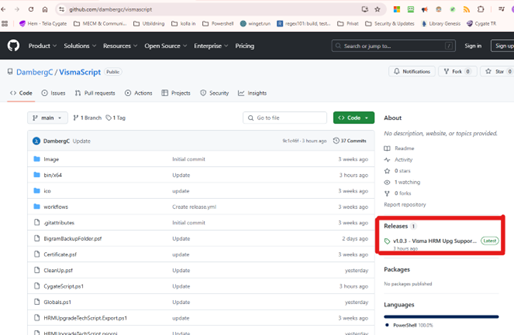 github.com/dambergc/vismascript
Hem - Tella Cygate
MECM & Commun...
Utbildning
kolla in
Powershell
winget.run
regex101: build, test...
Privat
Security & Updates
Library Genesis
Cygate TR
Product
Solutions
Resources
Open Source
Enterprise
Pricing
Search or jump to...
Sign in
Sign up
DambergC / VismaScript
Public
Notifications
Fork 0
Star
Code
Issues
Pull requests
Actions
Projects
Security
Insights
main
1 Branch
1 Tag
Go to file
Code
DambergC Update
3 hours ago
37 Commits
Image
Initial commit
3 weeks ago
bin/x64
Update
3 hours ago
ico
Update
3 weeks ago
workflows
Create release.yml
3 weeks ago
.gitattributes
Initial commit
3 weeks ago
BigramBackupFolder.psf
Update
2 days ago
Certificate.psf
Update
3 weeks ago
CleanUp.psf
Update
yesterday
CygateScript.ps1
Update
3 hours ago
Globals.ps1
Update
3 weeks ago
HRMUpgradeTechScript.Export.ps1
Update
yesterday
Update
yesterday
About
No description, website, or topics provided.
Readme
Activity
0 stars
1 watching
0 forks
Report repository
Releases 1
v1.0.3 - Visma HRM Upg Suppor...
Latest
3 hours ago
Packages
No packages published
Languages
PowerShell 100.0%